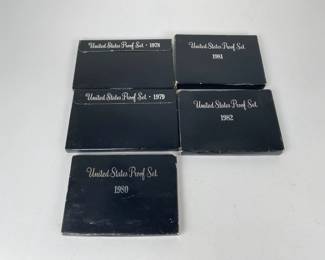 United States Proof Set · 1978
United States Proof Set
1981
United States Proof Set · 1979
United States Proof Set
1982
United States Proof Set
1980